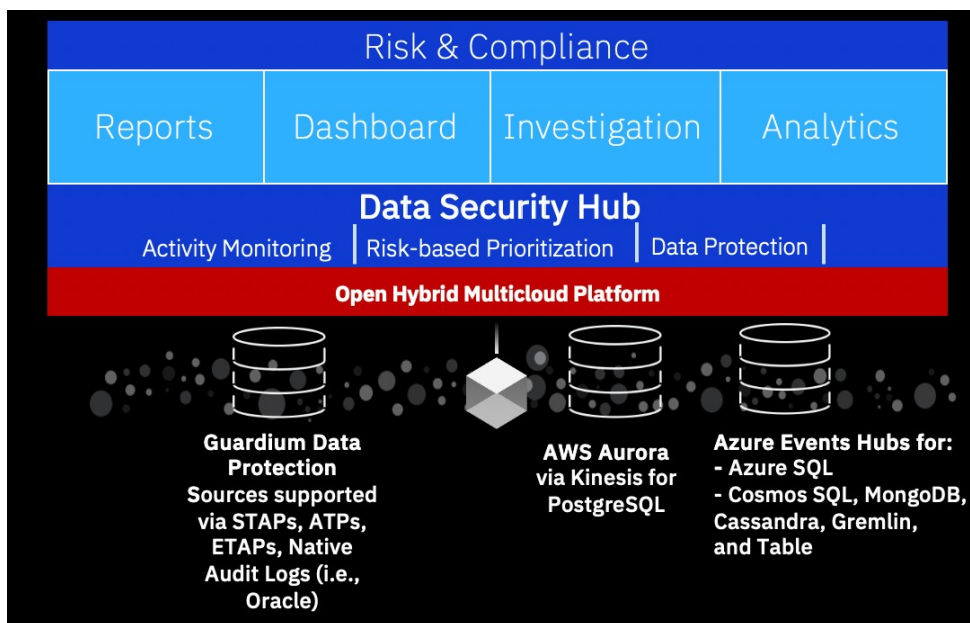 Risk & Compliance
Reports
Dashboard
Investigation
Analytics
Data Security Hub
Activity Monitoring
Risk-based Prioritization
Data Protection
Open Hybrid Multicloud Platform
Guardium Data
Protection
Sources supported
via STAPs, ATPs,
ETAPs, Native
Audit Logs (i.e.,
Oracle)
AWS Aurora
via Kinesis for
PostgreSQL
Azure Events Hubs for:
- Azure SQL
- Cosmos SQL, MongoDB,
Cassandra, Gremlin,
and Table